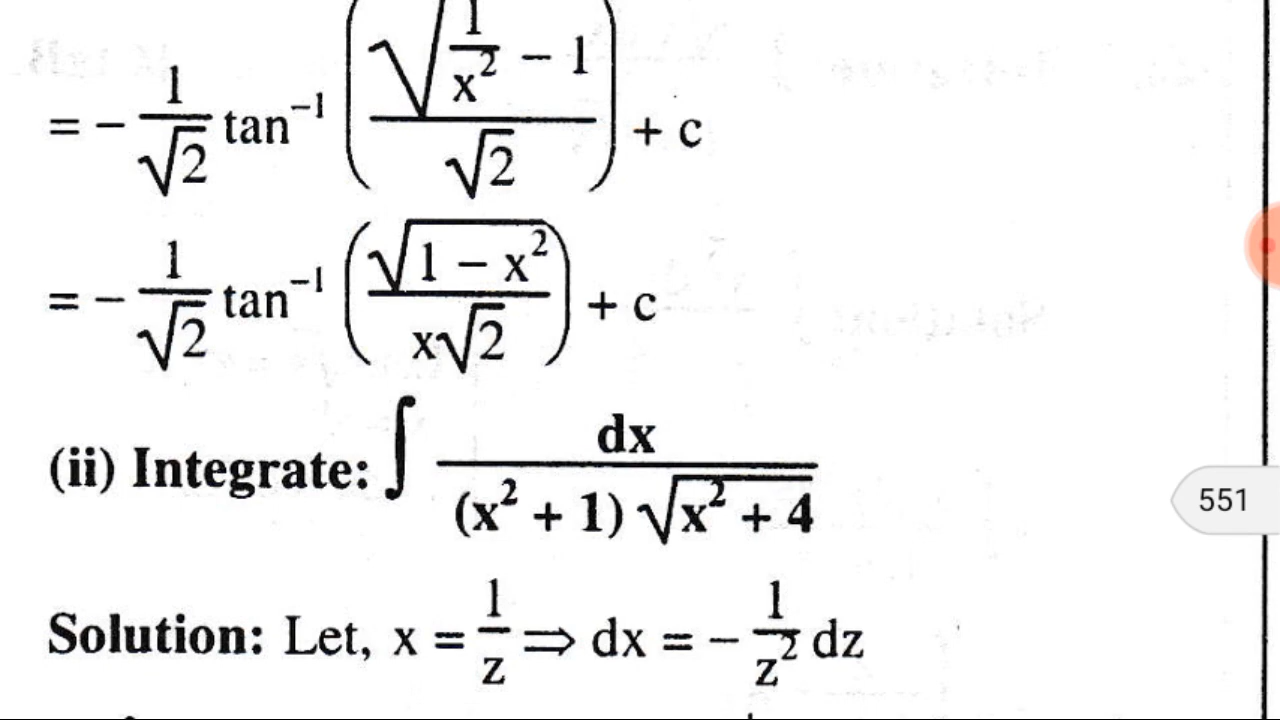 = − 1/√2 tan⁻¹ (√(1/x² − 1) / √2) + c
= − 1/√2 tan⁻¹ (√(1 − x²) / x√2) + c
(ii) Integrate: ∫ dx / (x² + 1) √(x² + 4)
551
Solution: Let, x = 1/z ⇒ dx = − 1/z² dz